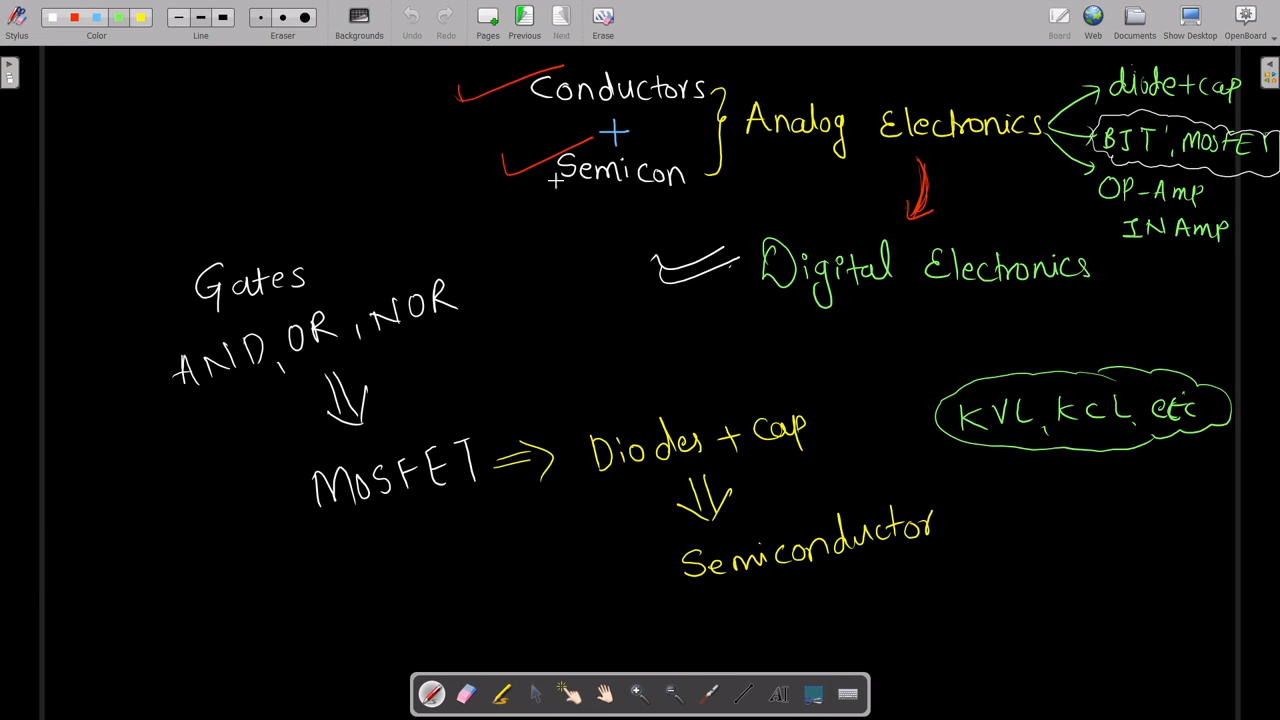 Stylus
Color
Line
Eraser
Backgrounds
Undo
Redo
Pages
Previous
Next
Erase
Board
Web
Documents
Show Desktop
OpenBoard
Conductors
+
Semicon
Analog Electronics
diode+cap
BJT, MOSFET
OP-Amp
INAmp
Digital Electronics
Gates
AND, OR, NOR
KVL, KCL, etc
MOSFET ⇒ Diodes + cap
Semiconductor